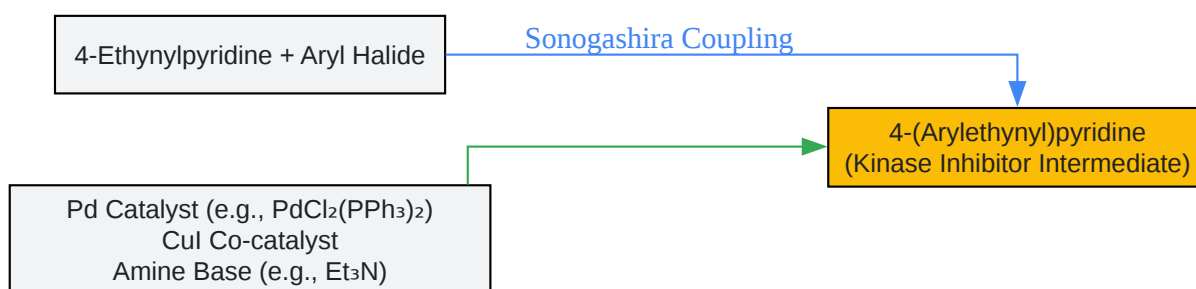 4-Ethynylpyridine + Aryl Halide
Sonogashira Coupling
4-(Arylethynyl)pyridine
(Kinase Inhibitor Intermediate)
Pd Catalyst (e.g., PdCl₂(PPh₃)₂)
CuI Co-catalyst
Amine Base (e.g., Et₃N)